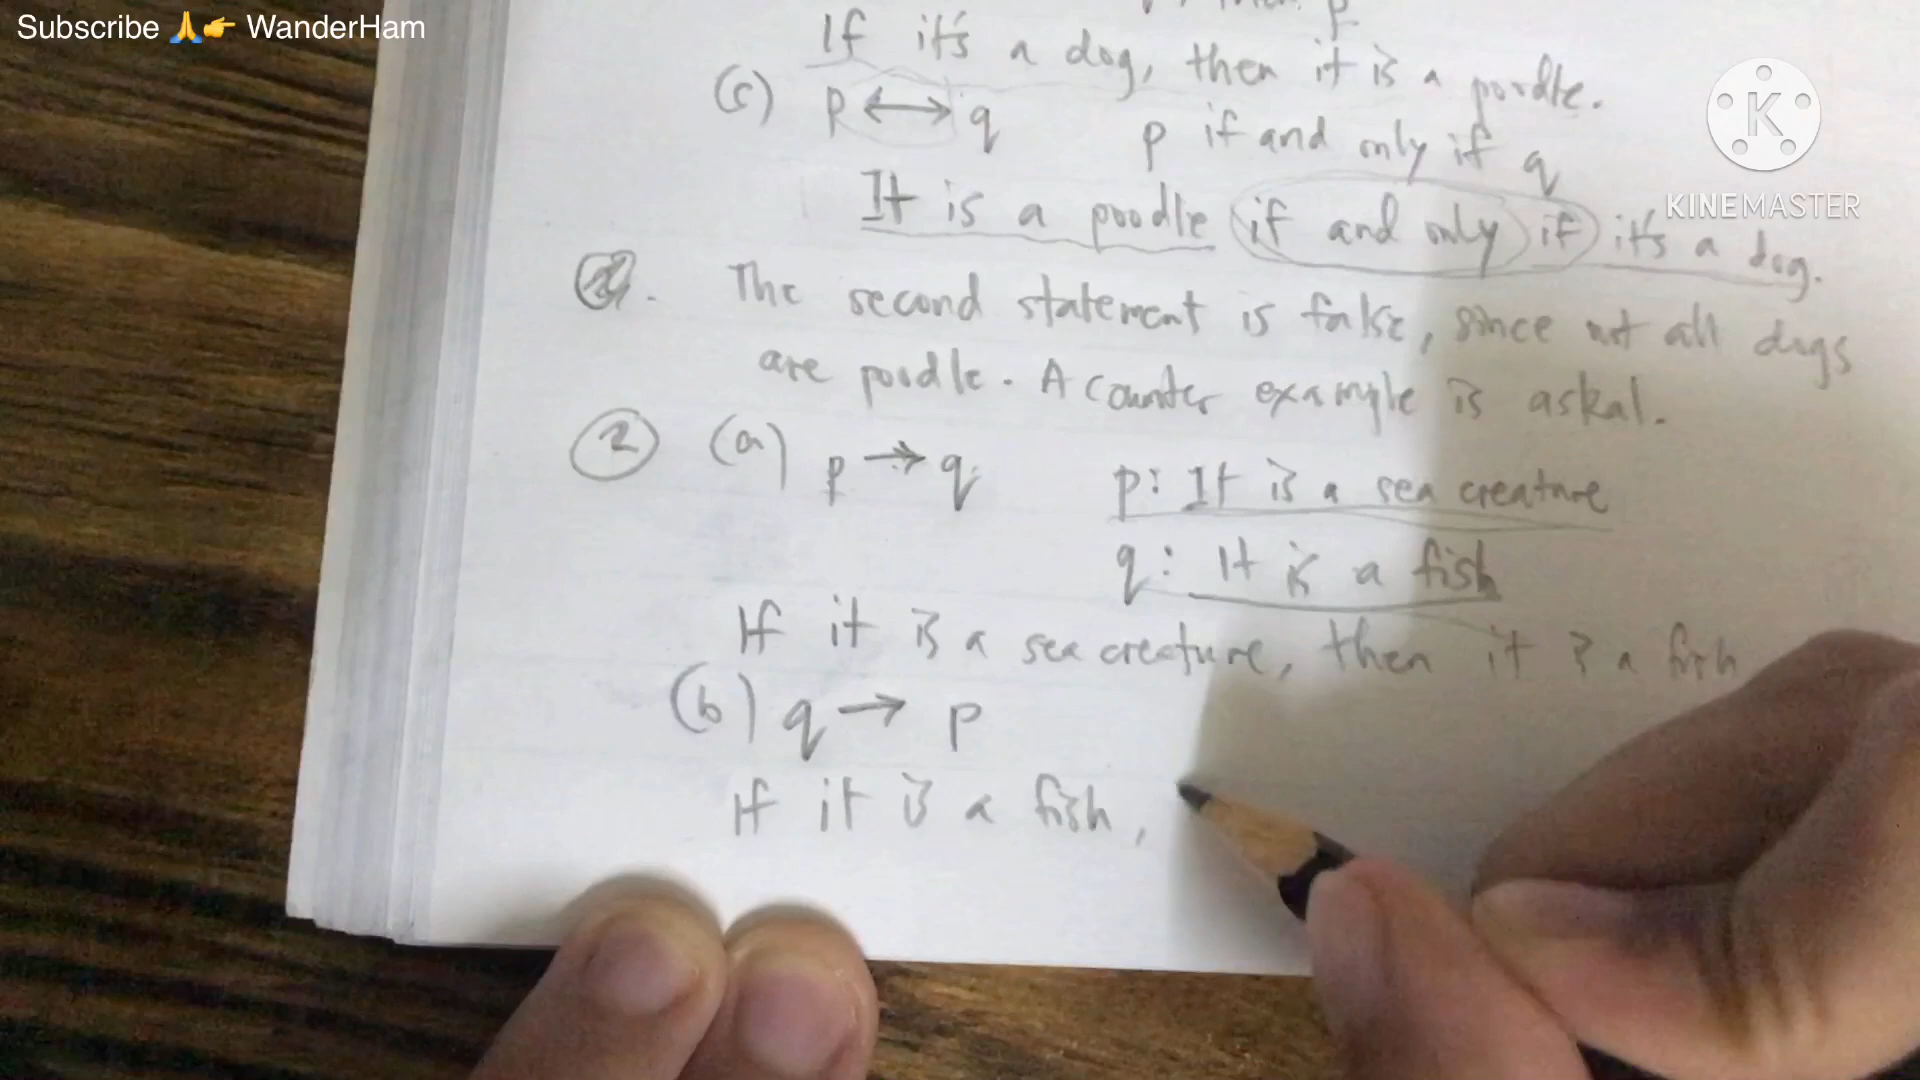 Subscribe 🙏👉 WanderHam
If it's a dog, then it is a poodle.
(c) p ↔ q p if and only if q
KINEMASTER
It is a poodle if and only if it's a dog.
The second statement is false, since not all dogs
are poodle. A counter example is askal.
2 (a) p → q p: It is a sea creature
q: It is a fish
If it is a sea creature, then it is a fish
(b) q → p
If it is a fish,